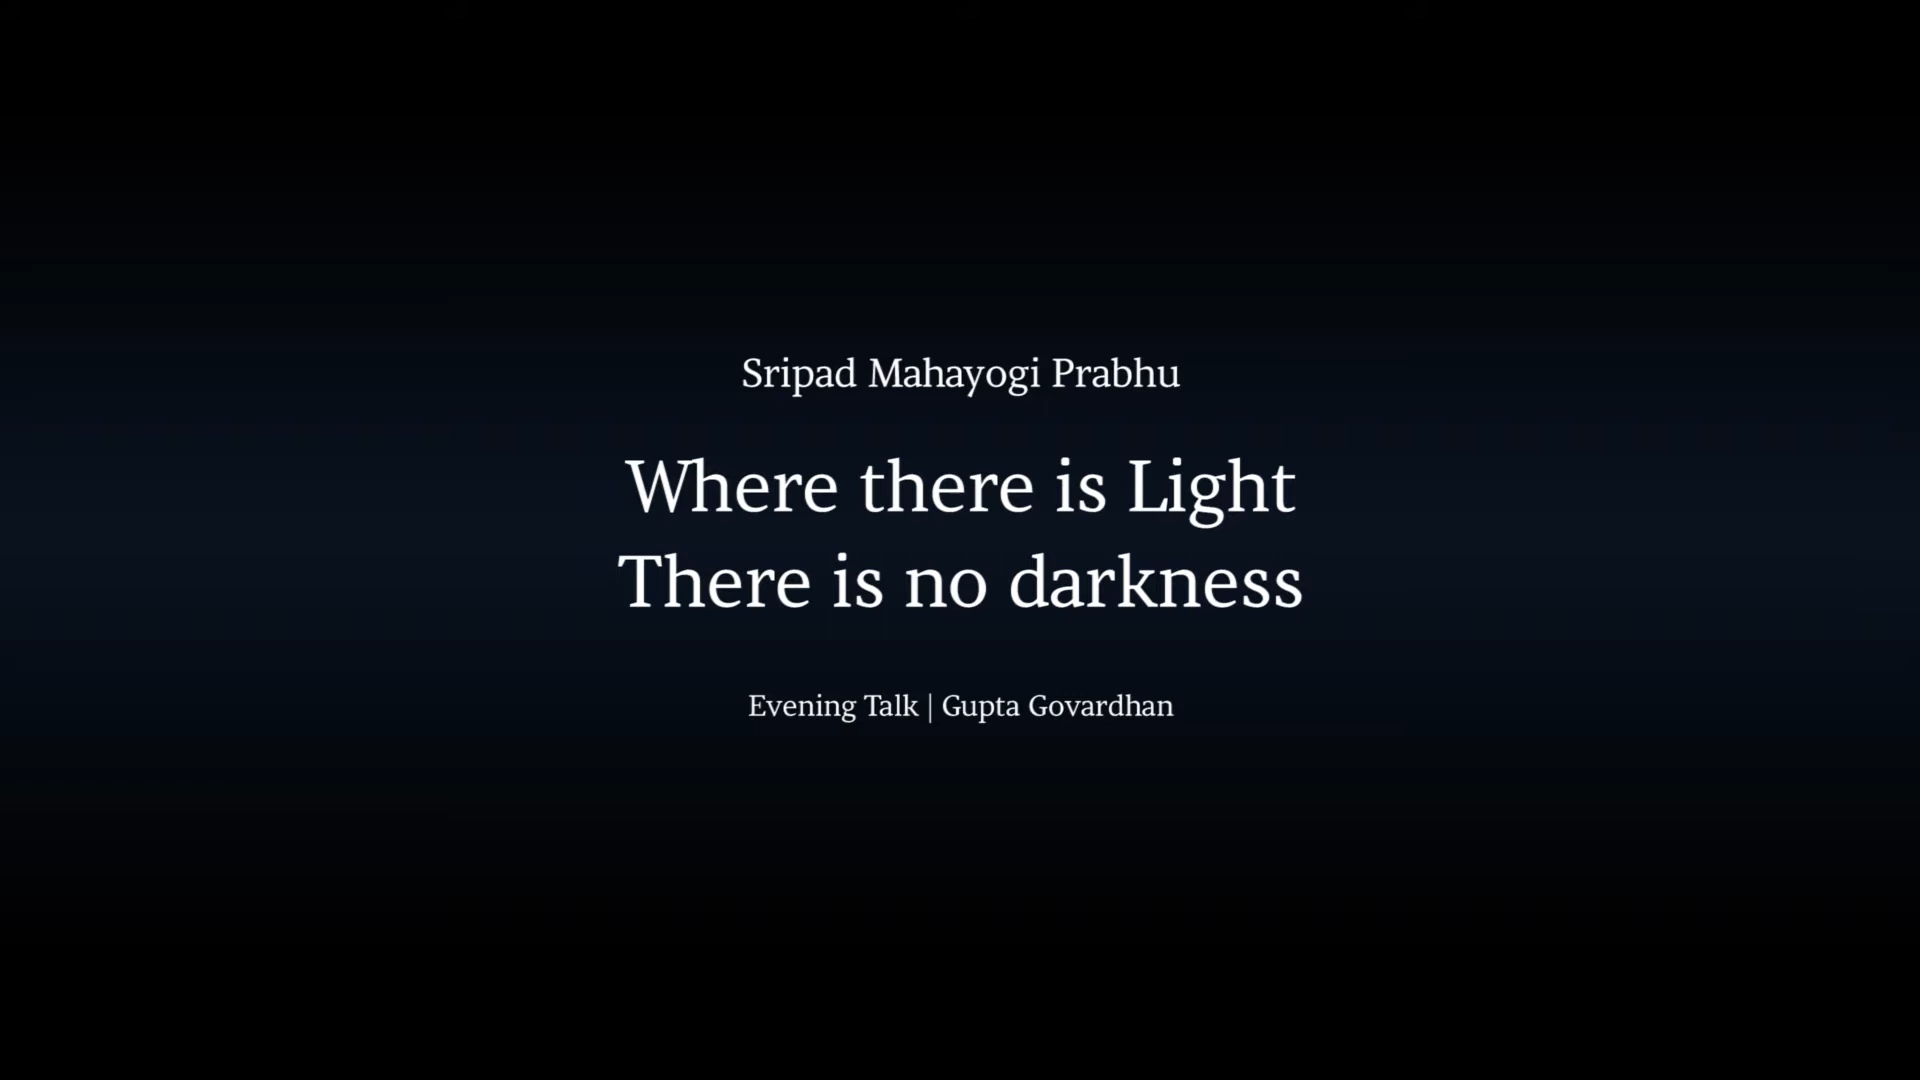 Sripad Mahayogi Prabhu
Where there is Light
There is no darkness
Evening Talk | Gupta Govardhan